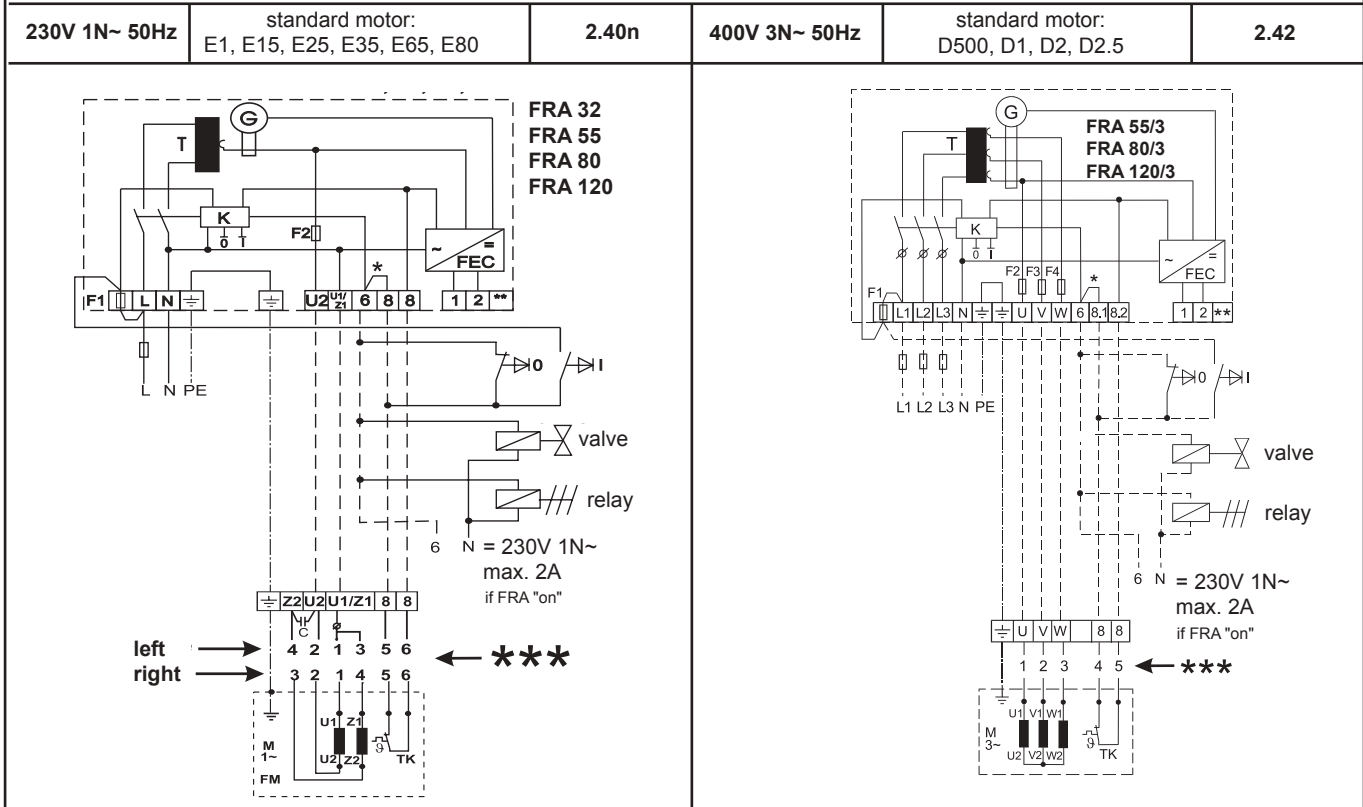 230V 1N~ 50Hz
standard motor:
E1, E15, E25, E35, E65, E80
2.40n
400V 3N~ 50Hz
standard motor:
D500, D1, D2, D2.5
2.42
FRA 32
FRA 55
FRA 80
FRA 120
G
T
K
0 I
F2
~ =
FEC
*
F1 L N U2 U1/Z1 6 8 8 1 2 **
L N PE
0 I
valve
relay
6 N = 230V 1N~
max. 2A
if FRA "on"
Z2 U2 U1/Z1 8 8
C
left 4 2 1 3 5 6 ***
right 3 2 1 4 5 6
U1 Z1
M
1~
U2 Z2 ϑ TK
FM
G
FRA 55/3
FRA 80/3
FRA 120/3
T
K
0 I
F2 F3 F4
*
~ =
FEC
F1
L1 L2 L3 N U V W 6 8.1 8.2 1 2 **
L1 L2 L3 N PE
0 I
valve
relay
6 N = 230V 1N~
max. 2A
if FRA "on"
U V W 8 8
1 2 3 4 5 ***
U1 V1 W1
M
3~
U2 V2 W2 ϑ TK